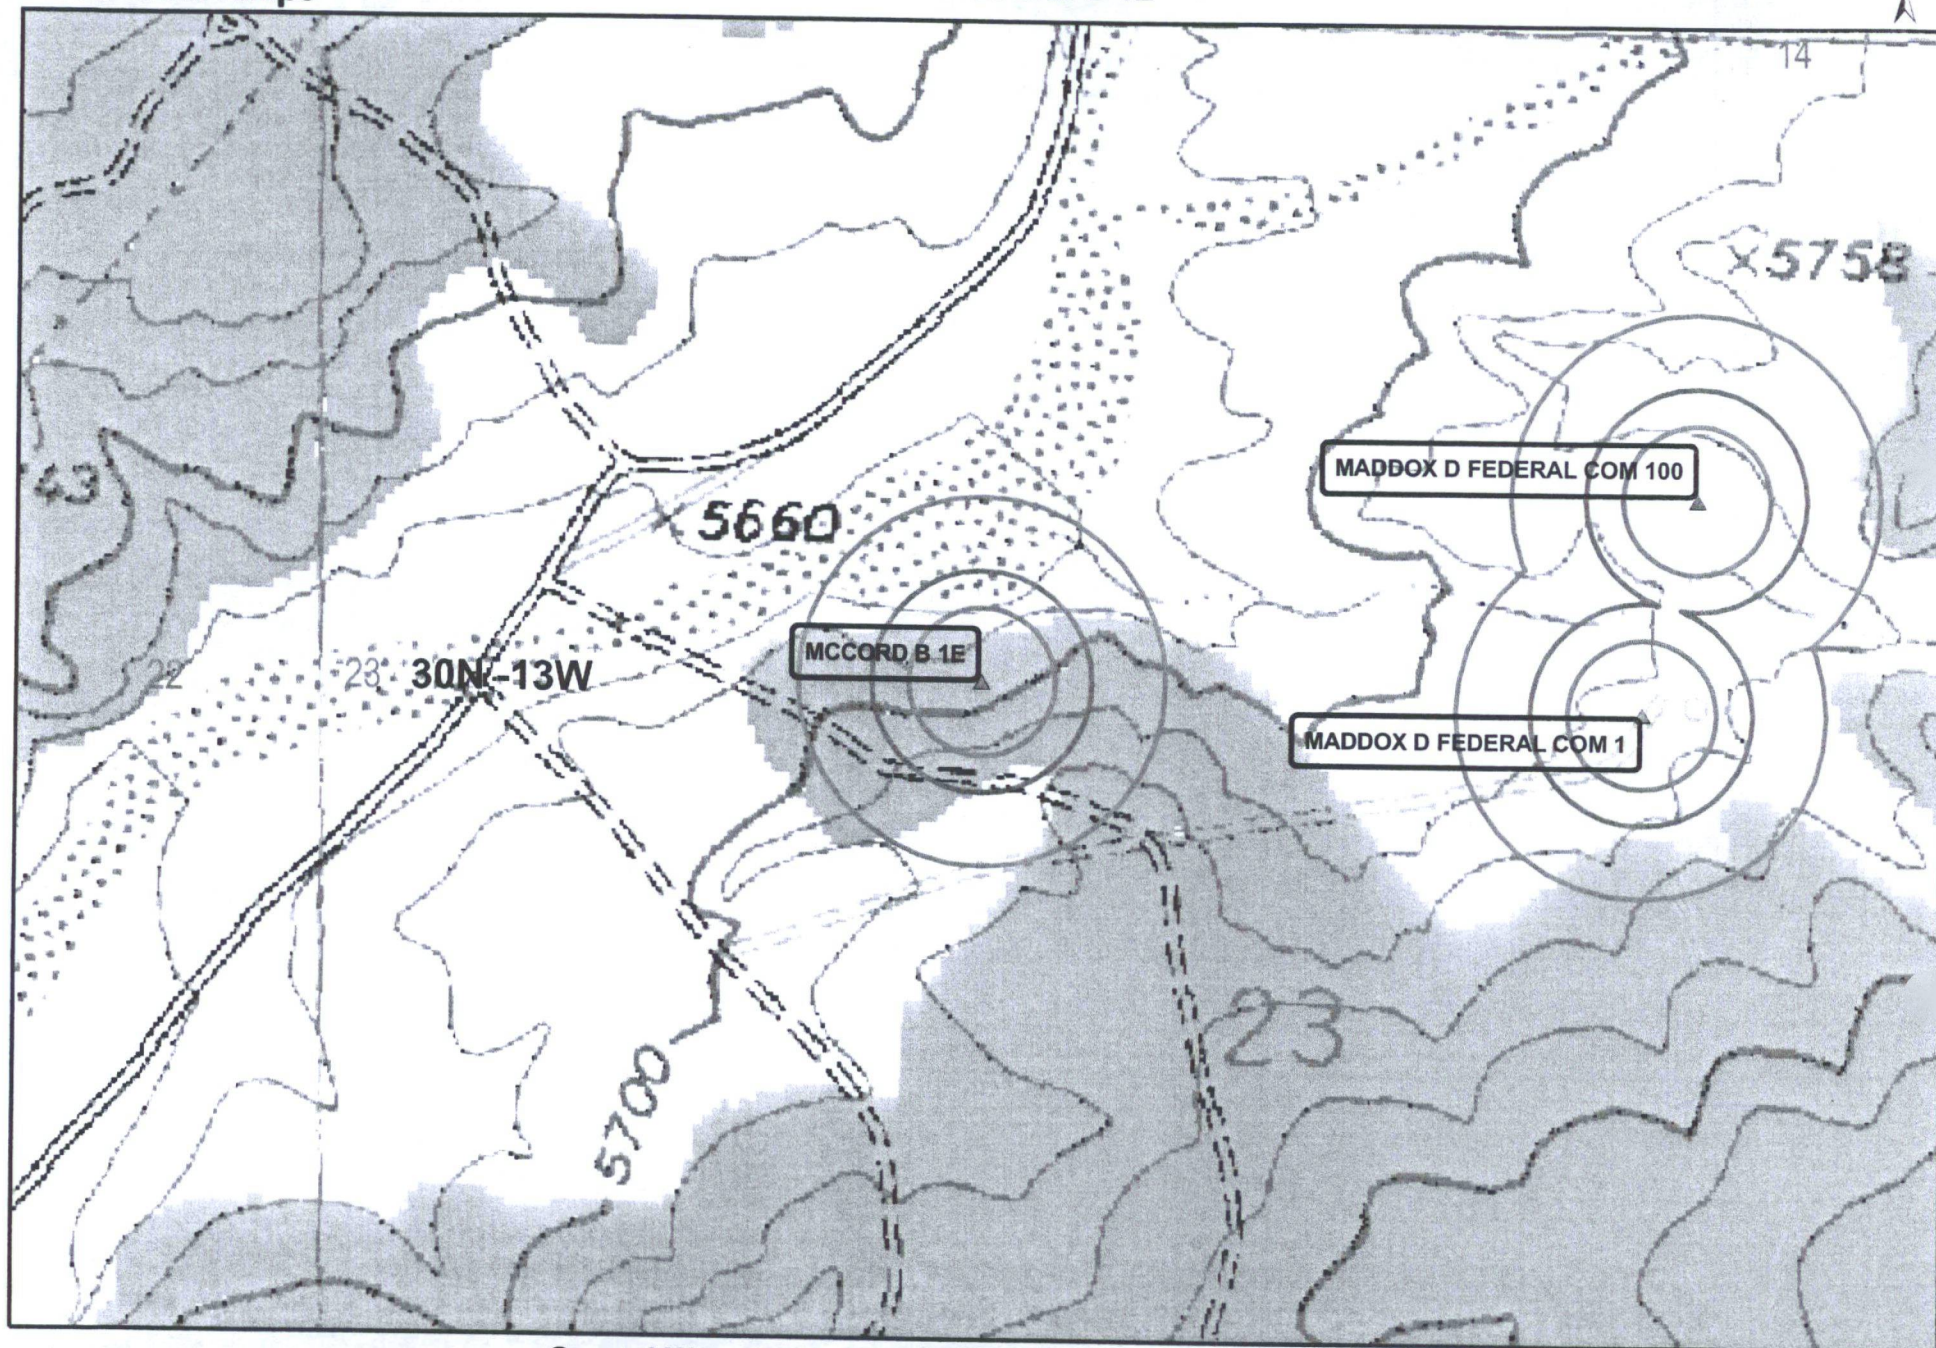 14
x5758
MADDOX D FEDERAL COM 100
43
5660
MCCORD B 1E
22
23
30N -13W
MADDOX D FEDERAL COM 1
23
5700